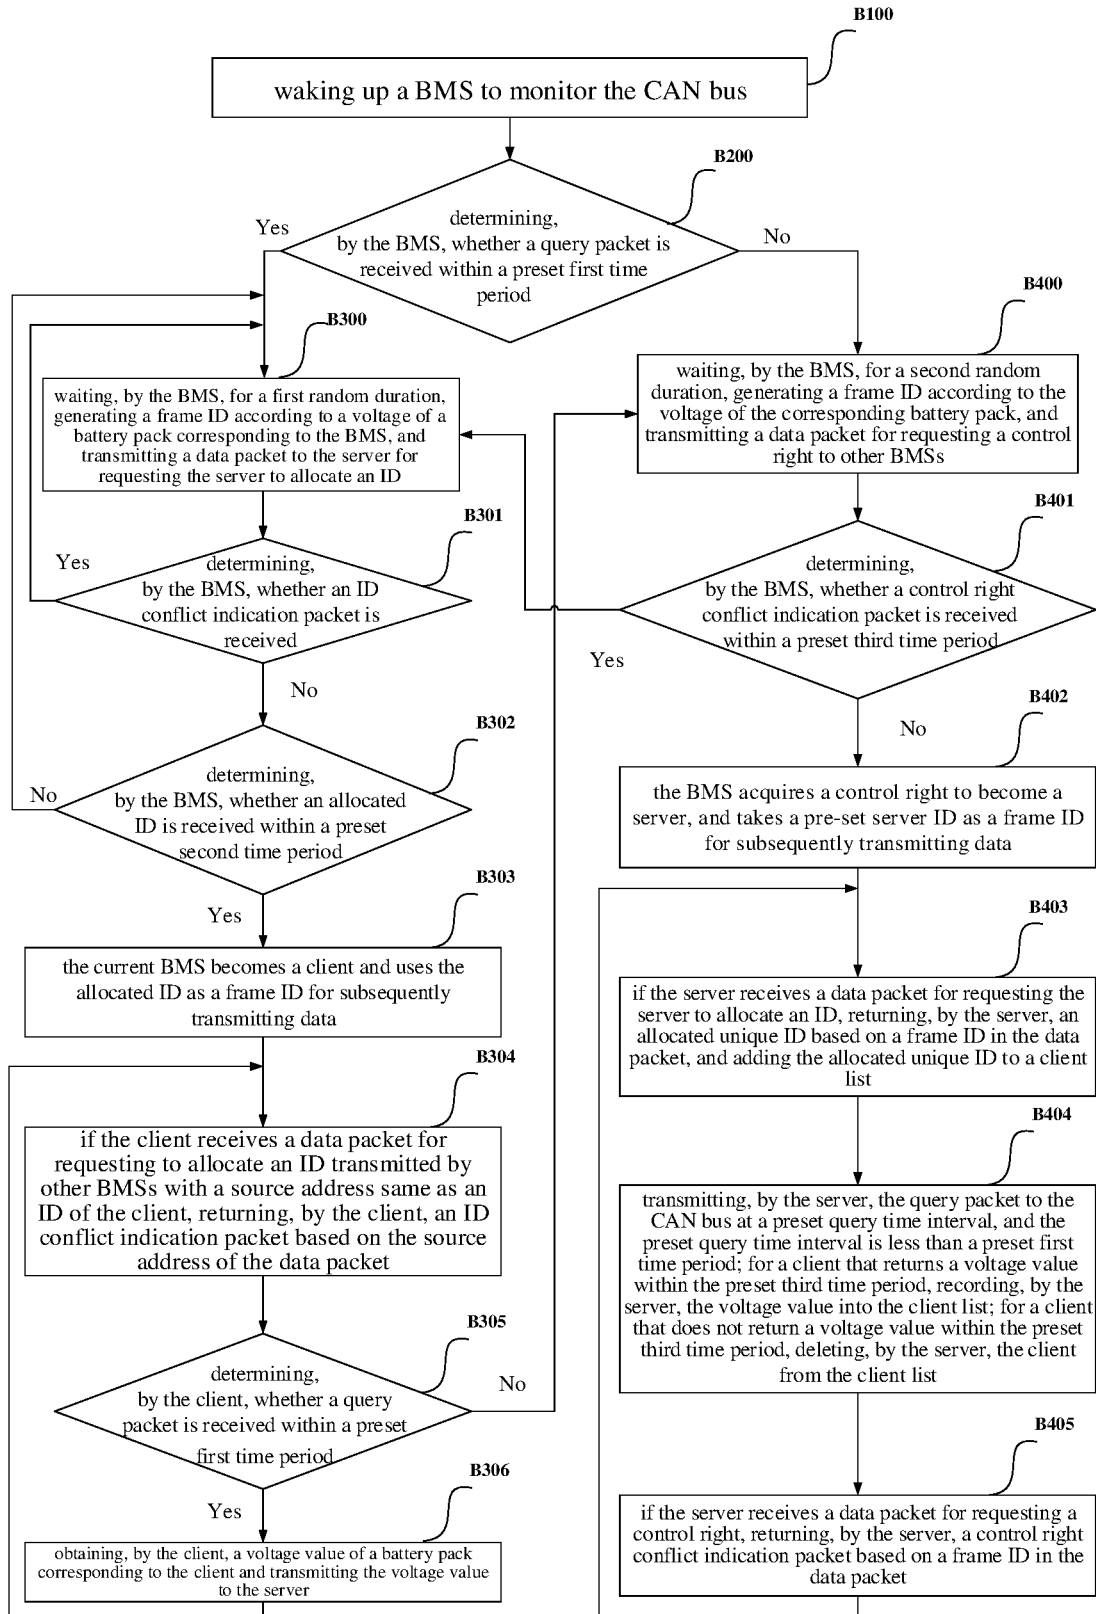 B100
waking up a BMS to monitor the CAN bus
B200
determining,
by the BMS, whether a query packet is
received within a preset first time
period
Yes
No
B300
waiting, by the BMS, for a first random duration,
generating a frame ID according to a voltage of a
battery pack corresponding to the BMS, and
transmitting a data packet to the server for
requesting the server to allocate an ID
B400
waiting, by the BMS, for a second random
duration, generating a frame ID according to the
voltage of the corresponding battery pack, and
transmitting a data packet for requesting a control
right to other BMSs
B301
determining,
by the BMS, whether an ID
conflict indication packet is
received
Yes
No
B401
determining,
by the BMS, whether a control right
conflict indication packet is received
within a preset third time period
Yes
No
B302
determining,
by the BMS, whether an allocated
ID is received within a preset
second time period
No
Yes
B402
the BMS acquires a control right to become a
server, and takes a pre-set server ID as a frame ID
for subsequently transmitting data
B303
the current BMS becomes a client and uses the
allocated ID as a frame ID for subsequently
transmitting data
B403
if the server receives a data packet for requesting the
server to allocate an ID, returning, by the server, an
allocated unique ID based on a frame ID in the data
packet, and adding the allocated unique ID to a client
list
B304
if the client receives a data packet for
requesting to allocate an ID transmitted by
other BMSs with a source address same as an
ID of the client, returning, by the client, an ID
conflict indication packet based on the source
address of the data packet
B404
transmitting, by the server, the query packet to the
CAN bus at a preset query time interval, and the
preset query time interval is less than a preset first
time period; for a client that returns a voltage value
within the preset third time period, recording, by the
server, the voltage value into the client list; for a client
that does not return a voltage value within the preset
third time period, deleting, by the server, the client
from the client list
B305
determining,
by the client, whether a query
packet is received within a preset
first time period
No
Yes
B405
if the server receives a data packet for requesting a
control right, returning, by the server, a control right
conflict indication packet based on a frame ID in the
data packet
B306
obtaining, by the client, a voltage value of a battery pack
corresponding to the client and transmitting the voltage value
to the server